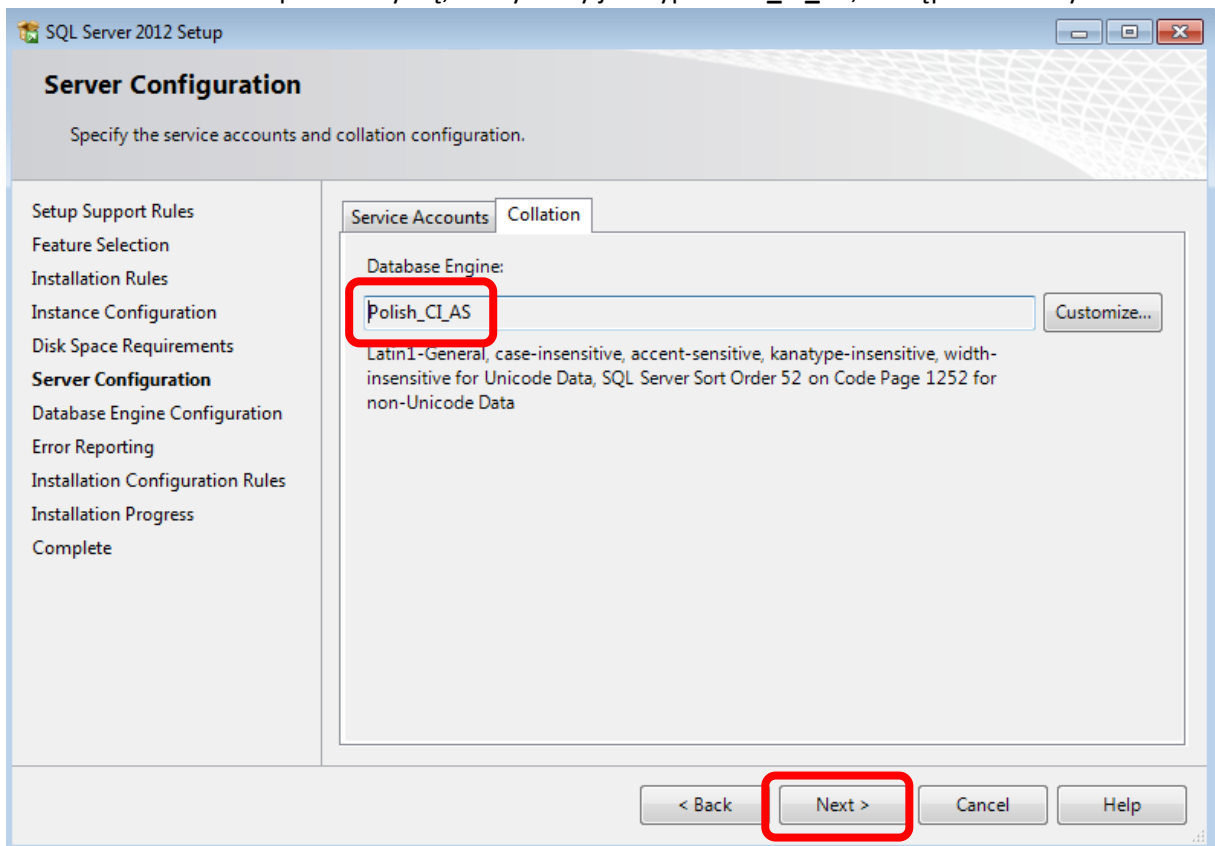 SQL Server 2012 Setup
Server Configuration
Specify the service accounts and collation configuration.
Setup Support Rules
Feature Selection
Installation Rules
Instance Configuration
Disk Space Requirements
Server Configuration
Database Engine Configuration
Error Reporting
Installation Configuration Rules
Installation Progress
Complete
Service Accounts Collation
Database Engine:
Polish_CI_AS Customize...
Latin1-General, case-insensitive, accent-sensitive, kanatype-insensitive, width-
insensitive for Unicode Data, SQL Server Sort Order 52 on Code Page 1252 for
non-Unicode Data
< Back Next > Cancel Help